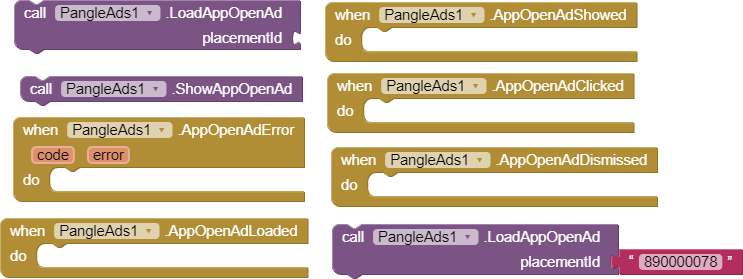 call PangleAds1 .LoadAppOpenAd
placementId
call PangleAds1 .ShowAppOpenAd
when PangleAds1 .AppOpenAdError
code error
do
when PangleAds1 .AppOpenAdLoaded
do
when PangleAds1 .AppOpenAdShowed
do
when PangleAds1 .AppOpenAdClicked
do
when PangleAds1 .AppOpenAdDismissed
do
call PangleAds1 .LoadAppOpenAd
placementId “ 890000078 ”